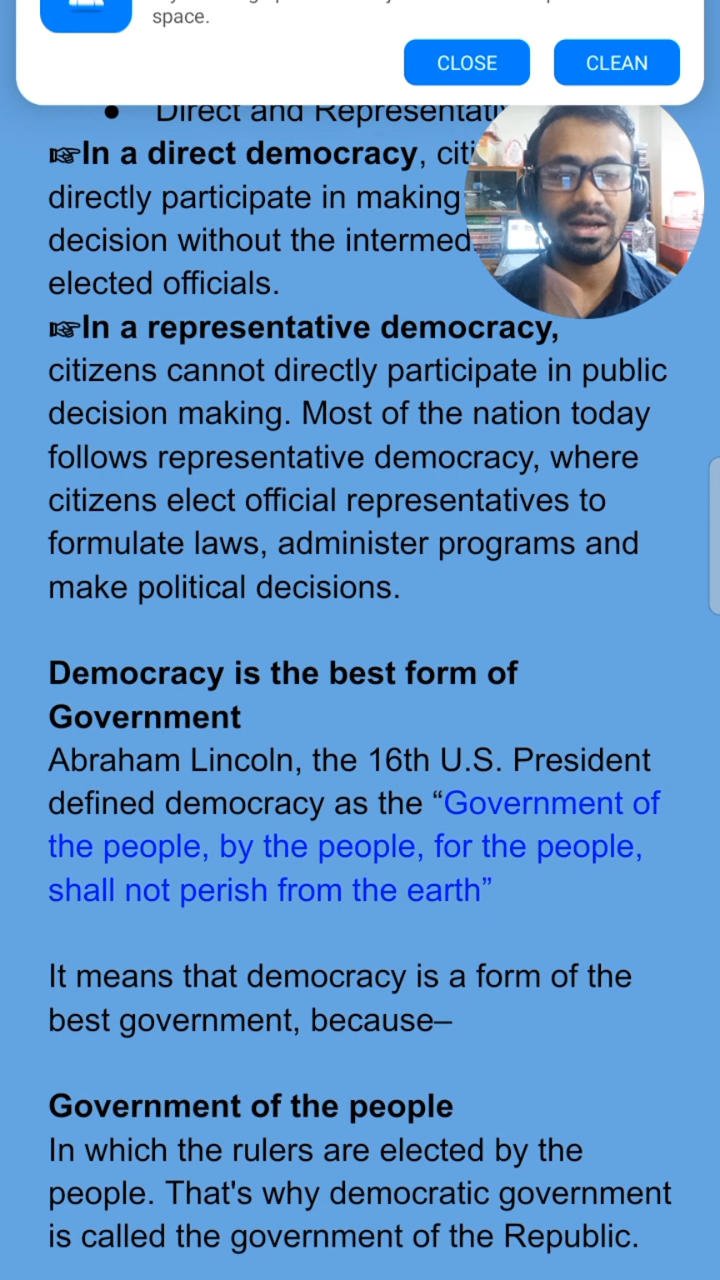 space.
CLOSE CLEAN
● Direct and
☞In a direct democracy,
directly participate in making
decision without the
elected officials.
☞In a representative democracy,
citizens cannot directly participate in public
decision making. Most of the nation today
follows representative democracy, where
citizens elect official representatives to
formulate laws, administer programs and
make political decisions.
Democracy is the best form of
Government
Abraham Lincoln, the 16th U.S. President
defined democracy as the “Government of
the people, by the people, for the people,
shall not perish from the earth”
It means that democracy is a form of the
best government, because–
Government of the people
In which the rulers are elected by the
people. That's why democratic government
is called the government of the Republic.